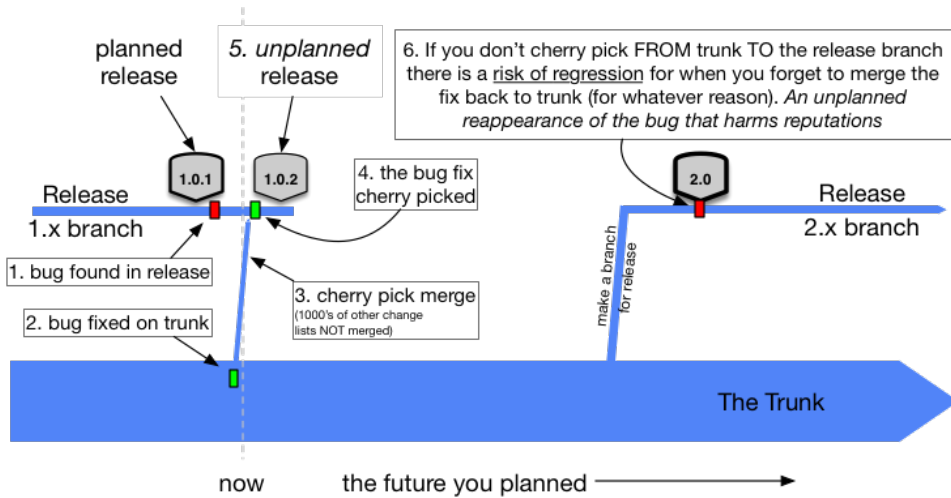 planned
release
5. unplanned
release
6. If you don't cherry pick FROM trunk TO the release branch
there is a risk of regression for when you forget to merge the
fix back to trunk (for whatever reason). An unplanned
reappearance of the bug that harms reputations
1.0.1
1.0.2
4. the bug fix
cherry picked
2.0
Release
1.x branch
Release
2.x branch
1. bug found in release
make a branch
for release
3. cherry pick merge
(1000's of other change
lists NOT merged)
2. bug fixed on trunk
The Trunk
now
the future you planned